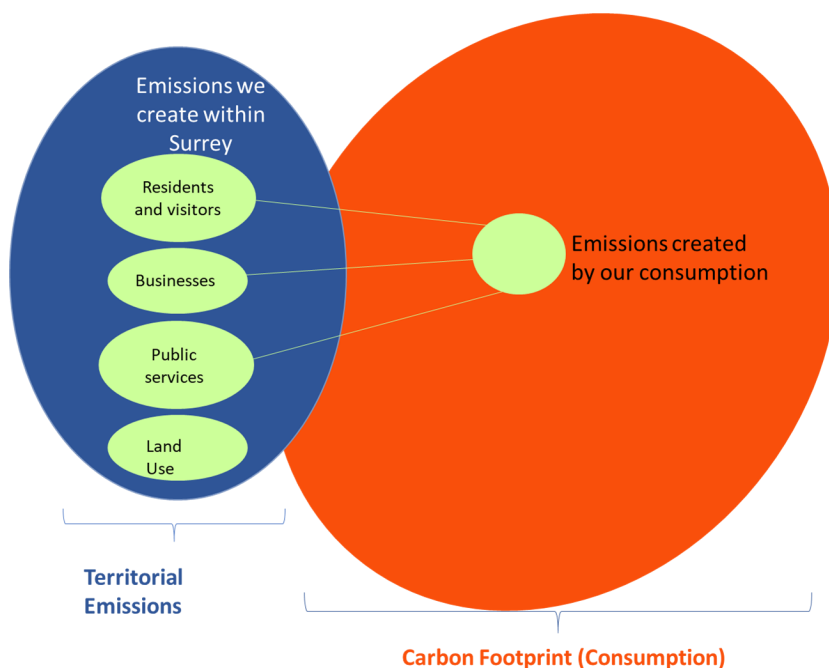 Emissions we
create within
Surrey
Residents
and visitors
Businesses
Public
services
Land
Use
Emissions created
by our consumption
Territorial
Emissions
Carbon Footprint (Consumption)